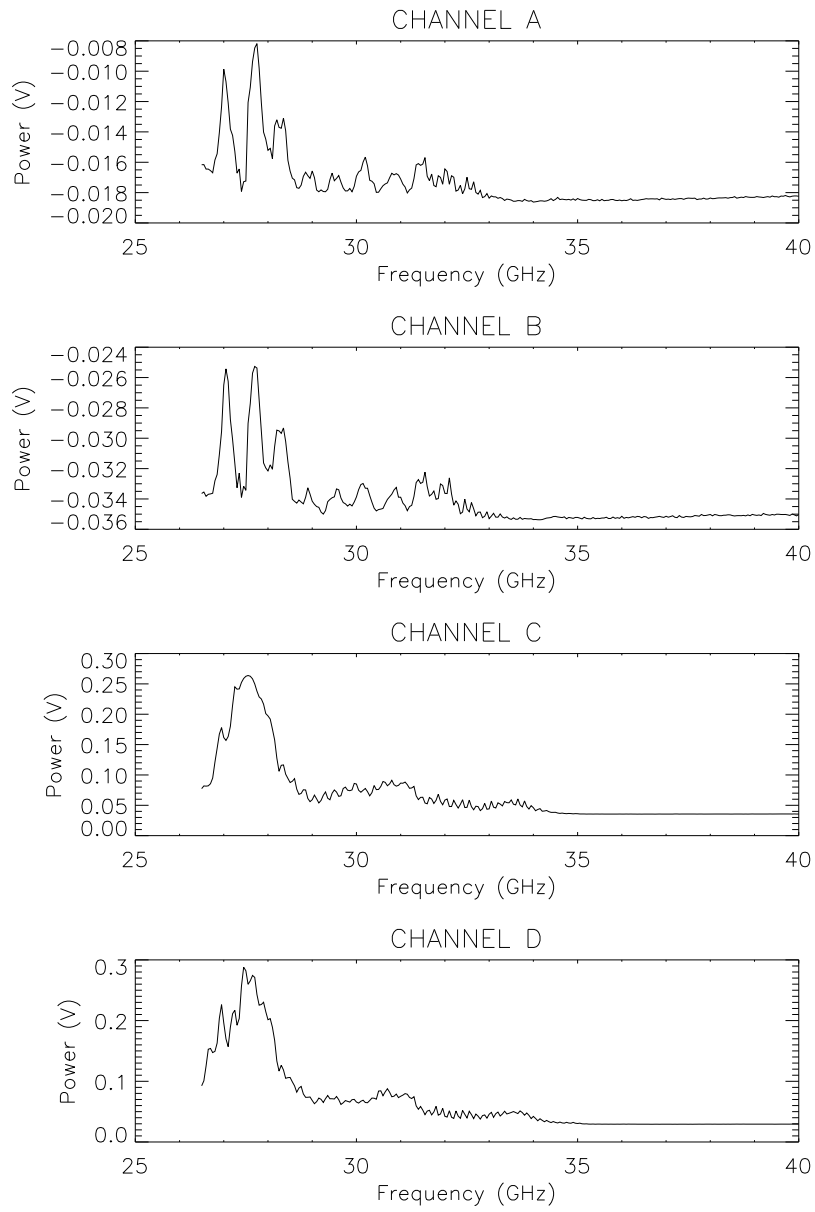 CHANNEL A
Power (V)
−0.008
−0.010
−0.012
−0.014
−0.016
−0.018
−0.020
25 30 35 40
Frequency (GHz)
CHANNEL B
Power (V)
−0.024
−0.026
−0.028
−0.030
−0.032
−0.034
−0.036
25 30 35 40
Frequency (GHz)
CHANNEL C
Power (V)
0.30
0.25
0.20
0.15
0.10
0.05
0.00
25 30 35 40
Frequency (GHz)
CHANNEL D
Power (V)
0.3
0.2
0.1
0.0
25 30 35 40
Frequency (GHz)